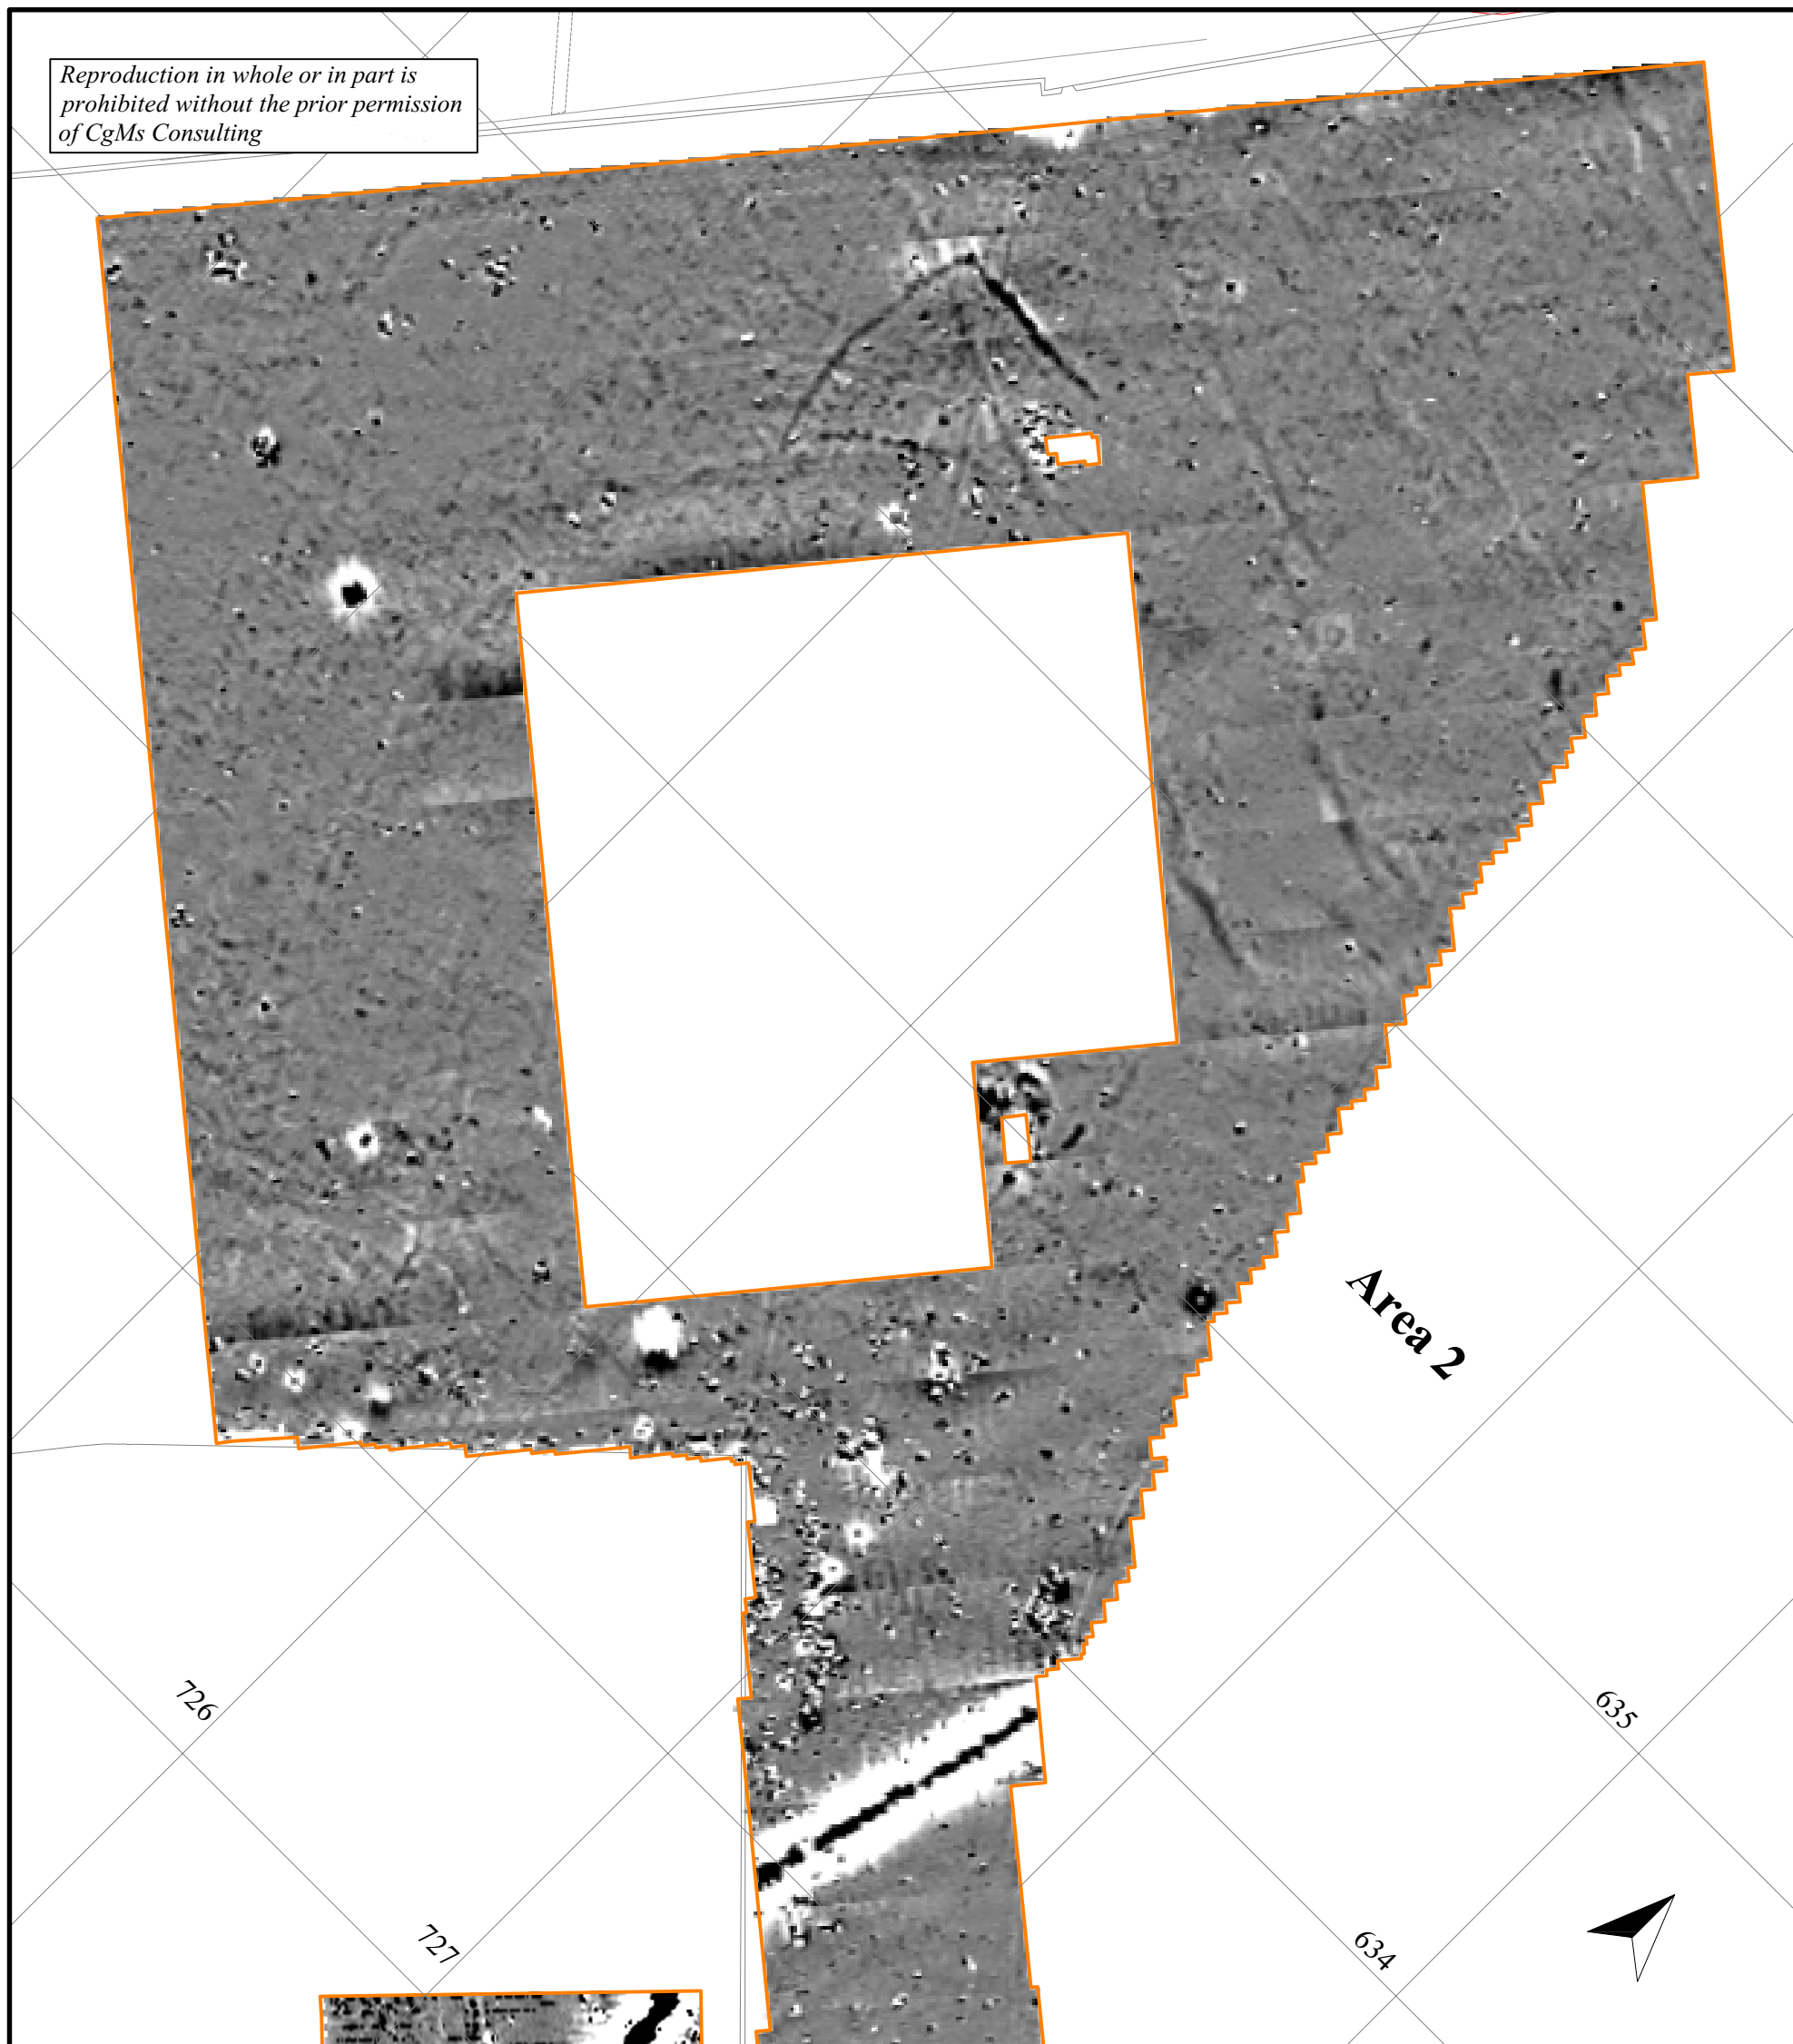 Reproduction in whole or in part is
prohibited without the prior permission
of CgMs Consulting
Area 2
726
635
727
634